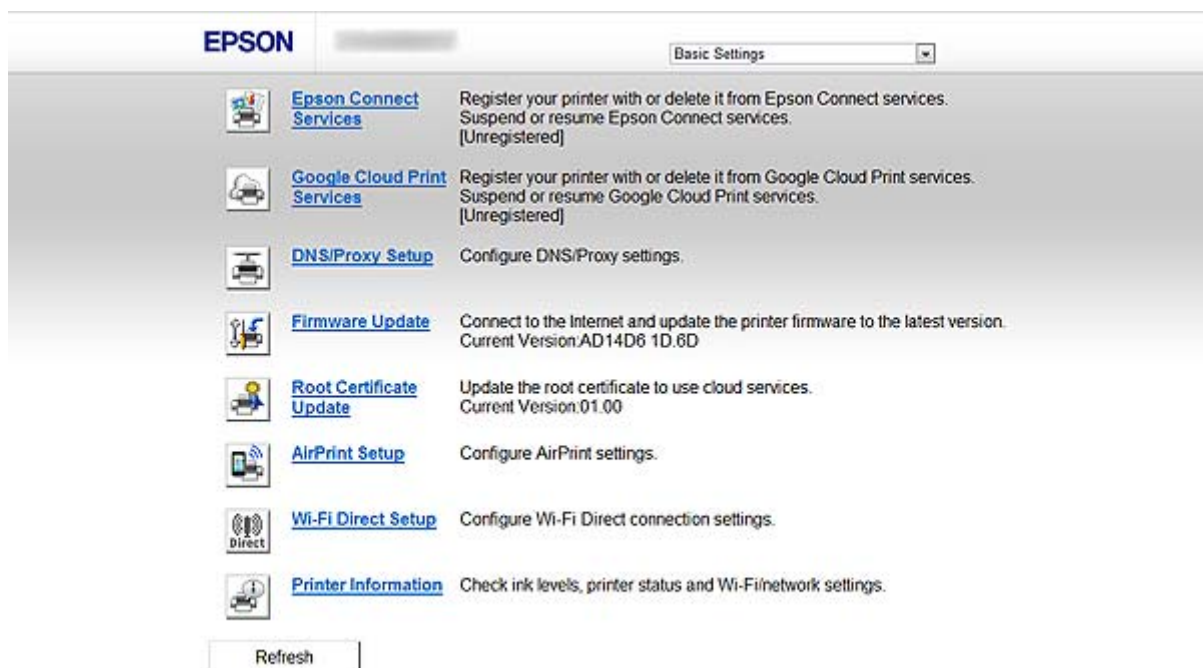 EPSON
Basic Settings
Epson Connect Services
Register your printer with or delete it from Epson Connect services.
Suspend or resume Epson Connect services.
[Unregistered]
Google Cloud Print Services
Register your printer with or delete it from Google Cloud Print services.
Suspend or resume Google Cloud Print services.
[Unregistered]
DNS/Proxy Setup
Configure DNS/Proxy settings.
Firmware Update
Connect to the Internet and update the printer firmware to the latest version.
Current Version:AD14D6 1D.6D
Root Certificate Update
Update the root certificate to use cloud services.
Current Version:01.00
AirPrint Setup
Configure AirPrint settings.
Direct
Wi-Fi Direct Setup
Configure Wi-Fi Direct connection settings.
Printer Information
Check ink levels, printer status and Wi-Fi/network settings.
Refresh